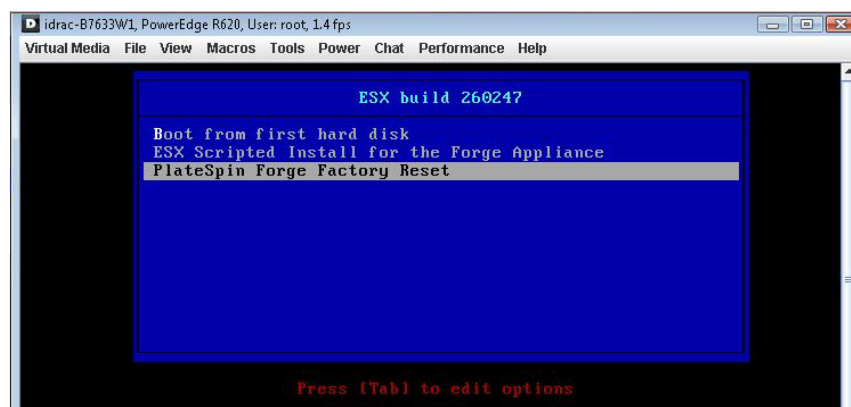 idrac-B7633W1, PowerEdge R620, User: root, 1.4 fps
Virtual Media File View Macros Tools Power Chat Performance Help
ESX build 260247
Boot from first hard disk
ESX Scripted Install for the Forge Appliance
PlateSpin Forge Factory Reset
Press [Tab] to edit options